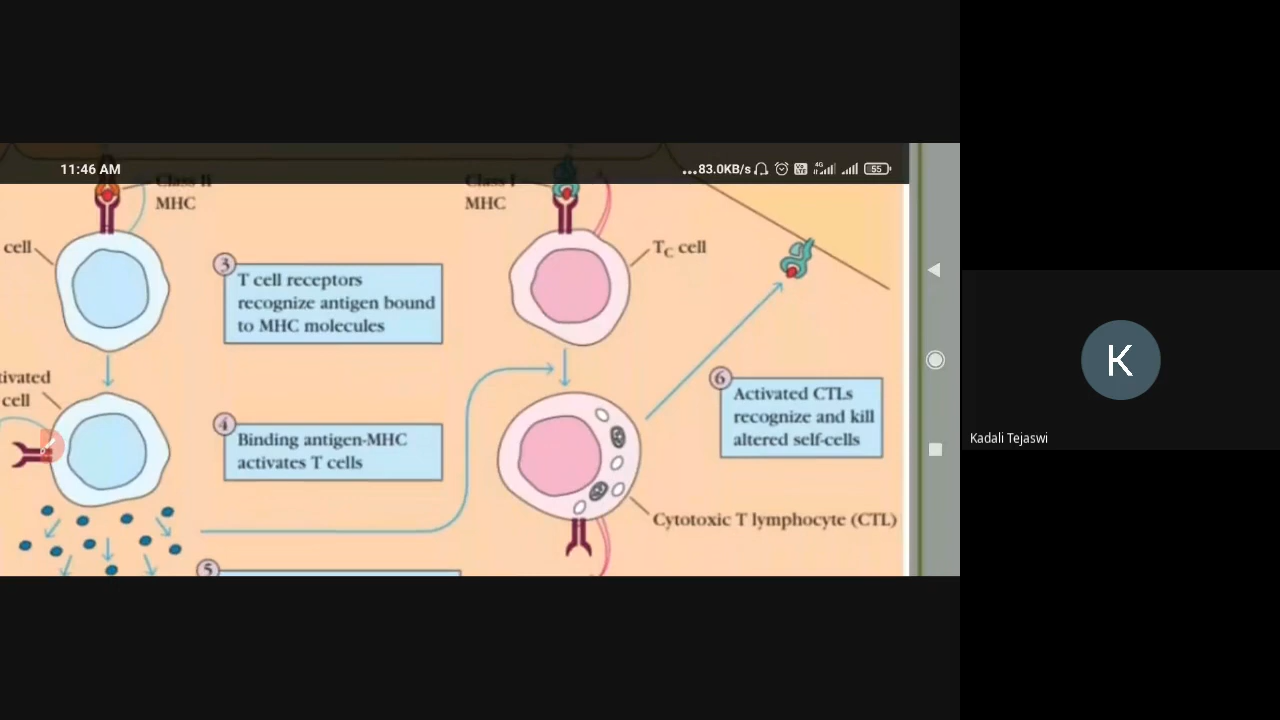 11:46 AM
...83.0KB/s
4G
55
Class II
MHC
Class I
MHC
cell
Tc cell
3
T cell receptors
recognize antigen bound
to MHC molecules
tivated
cell
4
Binding antigen-MHC
activates T cells
6
Activated CTLs
recognize and kill
altered self-cells
Cytotoxic T lymphocyte (CTL)
5
K
Kadali Tejaswi